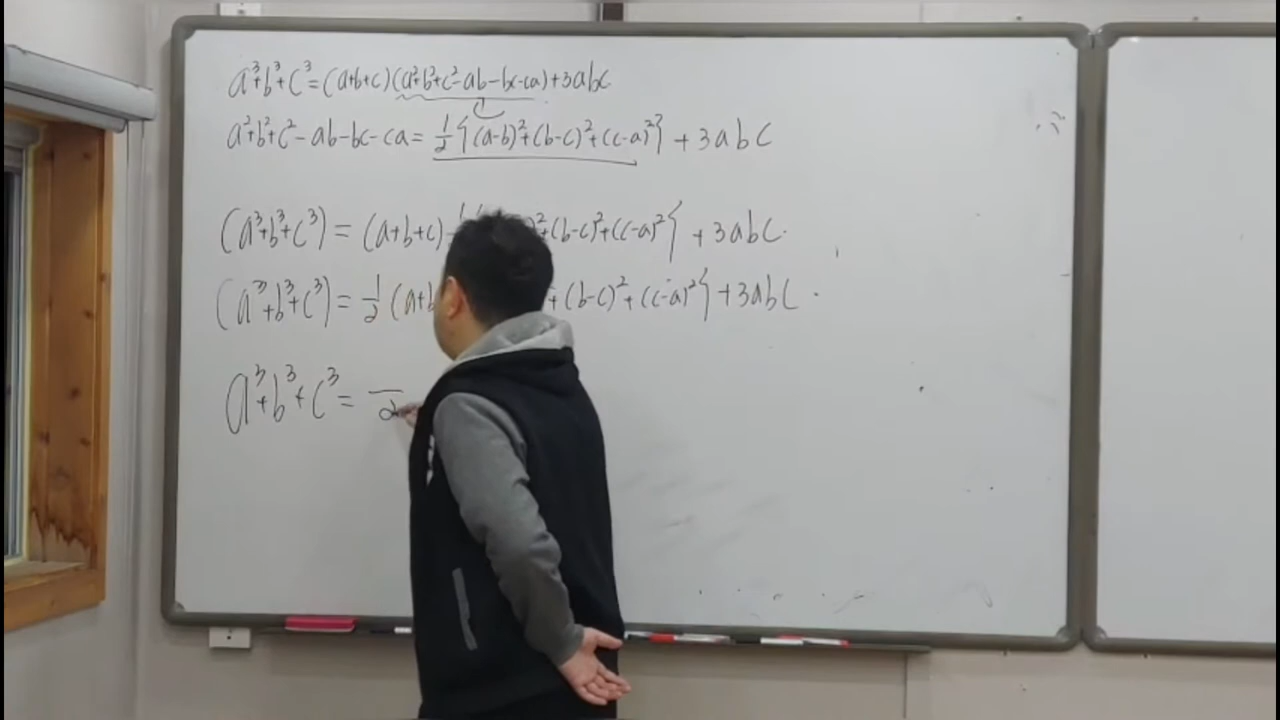 a³+b³+c³=(a+b+c)(a²+b²+c²-ab-bc-ca)+3abc
a²+b²+c²-ab-bc-ca=½{(a-b)²+(b-c)²+(c-a)²}+3abc
(a³+b³+c³)=(a+b+c) ²+(b-c)²+(c-a)²}+3abc.
(a³+b³+c³)=½(a+b +(b-c)²+(c-a)²}+3abc.
a³+b³+c³= 2